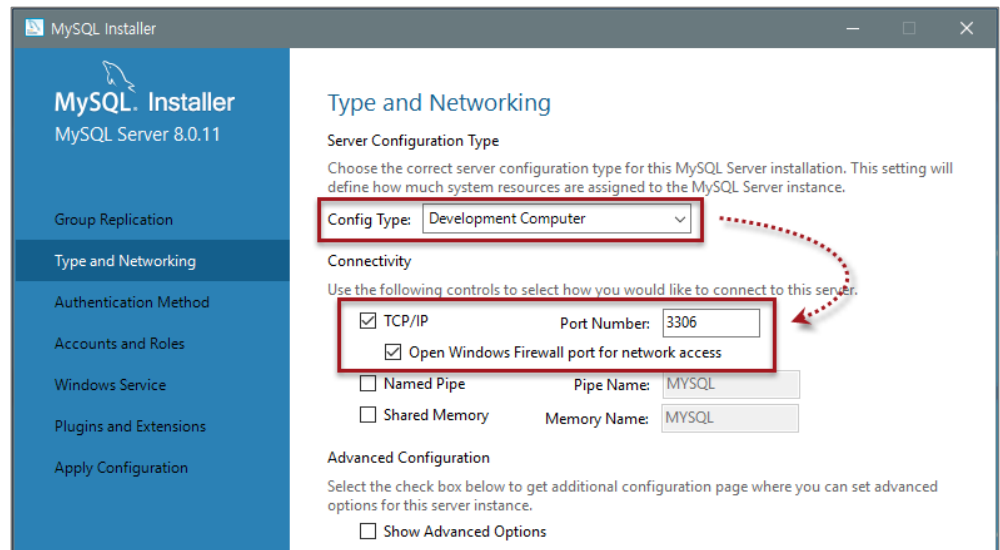 MySQL Installer
MySQL. Installer
MySQL Server 8.0.11
Group Replication
Type and Networking
Authentication Method
Accounts and Roles
Windows Service
Plugins and Extensions
Apply Configuration
Type and Networking
Server Configuration Type
Choose the correct server configuration type for this MySQL Server installation. This setting will
define how much system resources are assigned to the MySQL Server instance.
Config Type: Development Computer
Connectivity
Use the following controls to select how you would like to connect to this server.
TCP/IP Port Number: 3306
Open Windows Firewall port for network access
Named Pipe Pipe Name: MYSQL
Shared Memory Memory Name: MYSQL
Advanced Configuration
Select the check box below to get additional configuration page where you can set advanced
options for this server instance.
Show Advanced Options